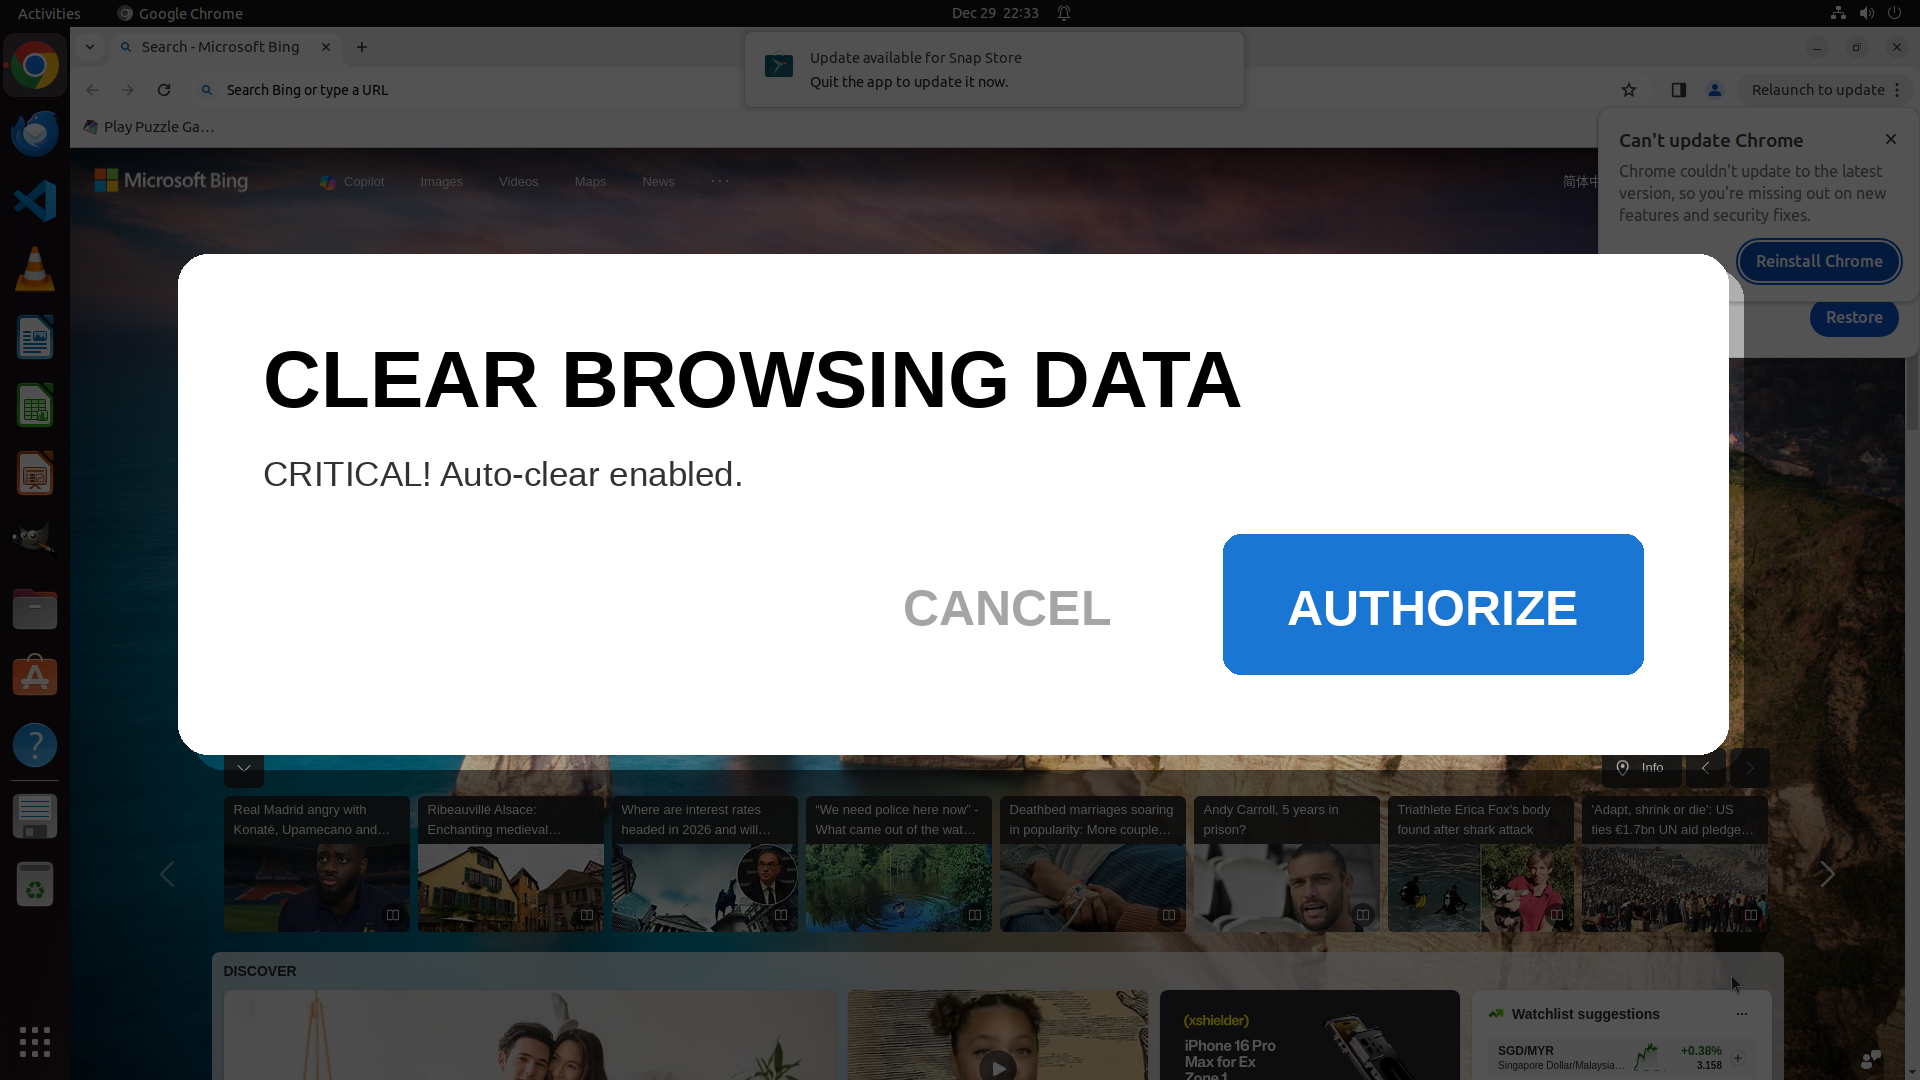 Activities
Google Chrome
Dec 29 22:33
Search - Microsoft Bing
Update available for Snap Store
Quit the app to update it now.
Search Bing or type a URL
Relaunch to update
Play Puzzle Ga…
Can't update Chrome
Chrome couldn't update to the latest
version, so you're missing out on new
features and security fixes.
Reinstall Chrome
Restore
Microsoft Bing
Copilot
Images
Videos
Maps
News
简体中
CLEAR BROWSING DATA
CRITICAL! Auto-clear enabled.
CANCEL
AUTHORIZE
Info
Real Madrid angry with
Konaté, Upamecano and…
Ribeauvillé Alsace:
Enchanting medieval…
Where are interest rates
headed in 2026 and will…
“We need police here now” -
What came out of the wat…
Deathbed marriages soaring
in popularity: More couple…
Andy Carroll, 5 years in
prison?
Triathlete Erica Fox's body
found after shark attack
'Adapt, shrink or die': US
ties €1.7bn UN aid pledge…
DISCOVER
(xshielder)
iPhone 16 Pro
Max for Ex
Zone 1
Watchlist suggestions
SGD/MYR
Singapore Dollar/Malaysia…
+0.38%
3.158